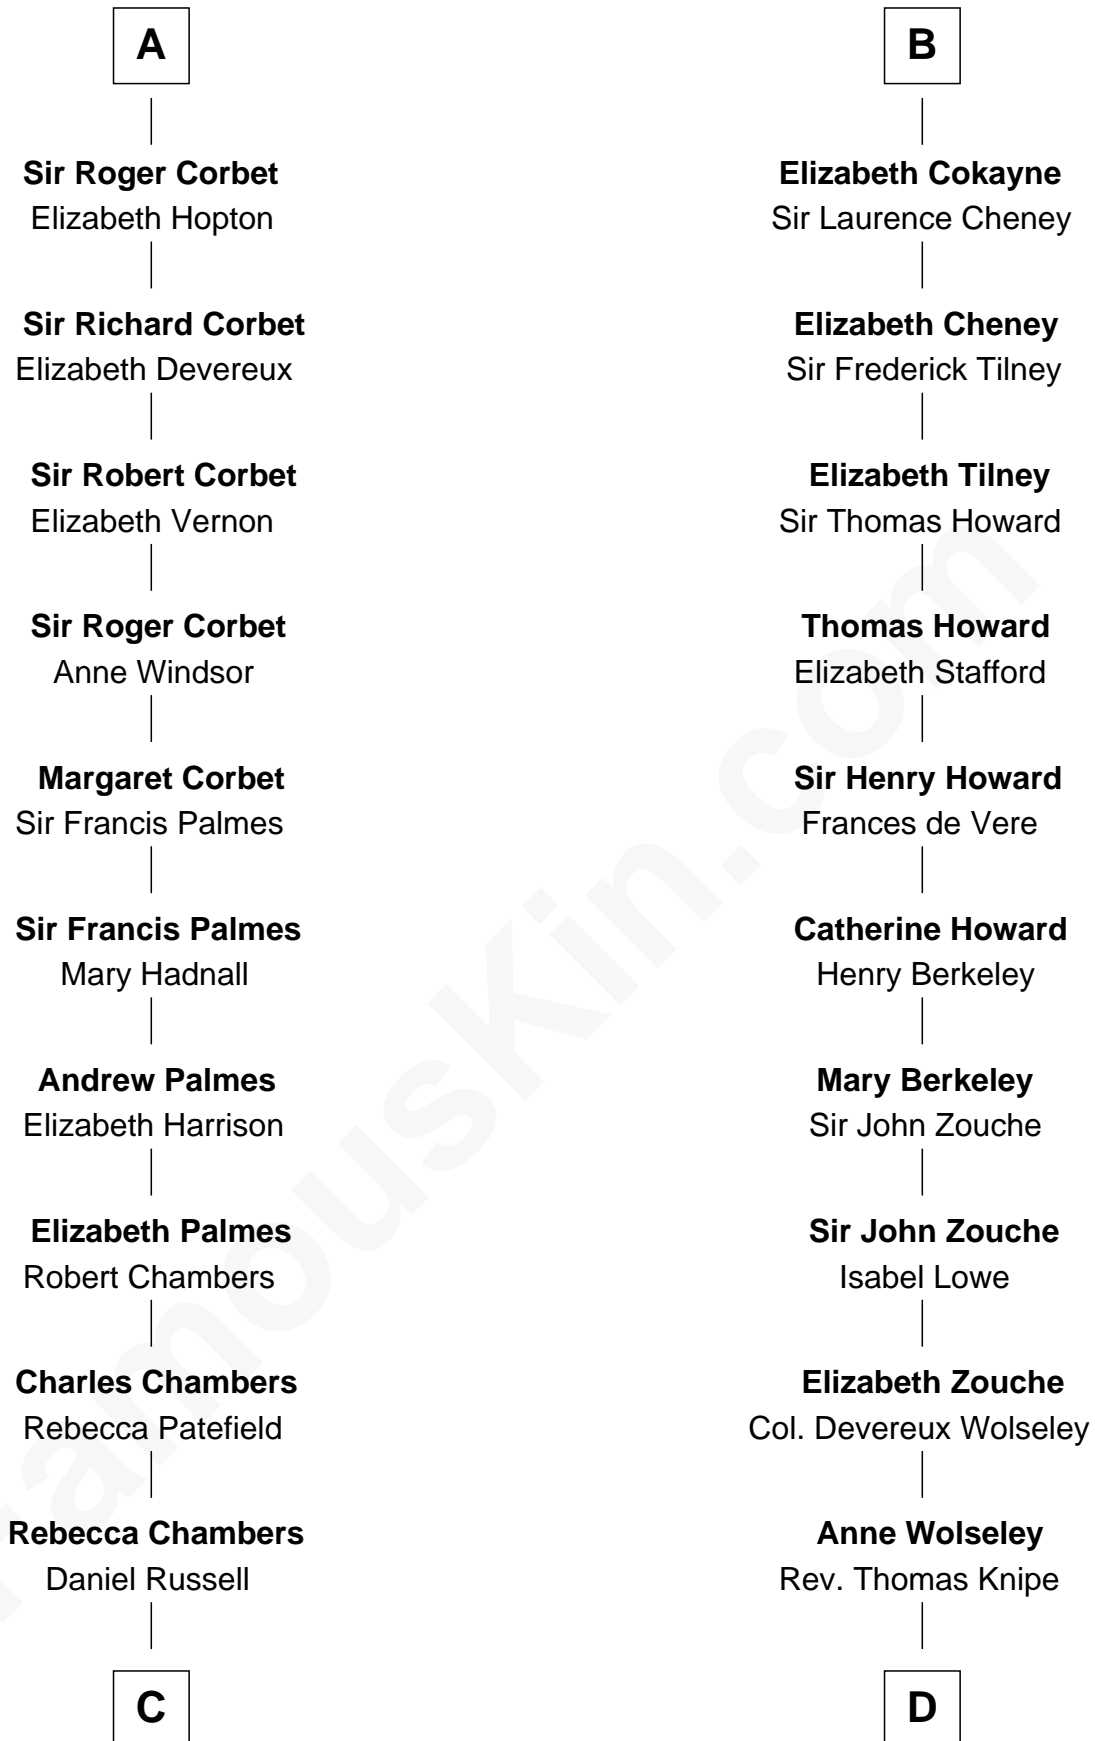 A
Sir Roger Corbet
Elizabeth Hopton
Sir Richard Corbet
Elizabeth Devereux
Sir Robert Corbet
Elizabeth Vernon
Sir Roger Corbet
Anne Windsor
Margaret Corbet
Sir Francis Palmes
Sir Francis Palmes
Mary Hadnall
Andrew Palmes
Elizabeth Harrison
Elizabeth Palmes
Robert Chambers
Charles Chambers
Rebecca Patefield
Rebecca Chambers
Daniel Russell
C
B
Elizabeth Cokayne
Sir Laurence Cheney
Elizabeth Cheney
Sir Frederick Tilney
Elizabeth Tilney
Sir Thomas Howard
Thomas Howard
Elizabeth Stafford
Sir Henry Howard
Frances de Vere
Catherine Howard
Henry Berkeley
Mary Berkeley
Sir John Zouche
Sir John Zouche
Isabel Lowe
Elizabeth Zouche
Col. Devereux Wolseley
Anne Wolseley
Rev. Thomas Knipe
D
FamousKin.com